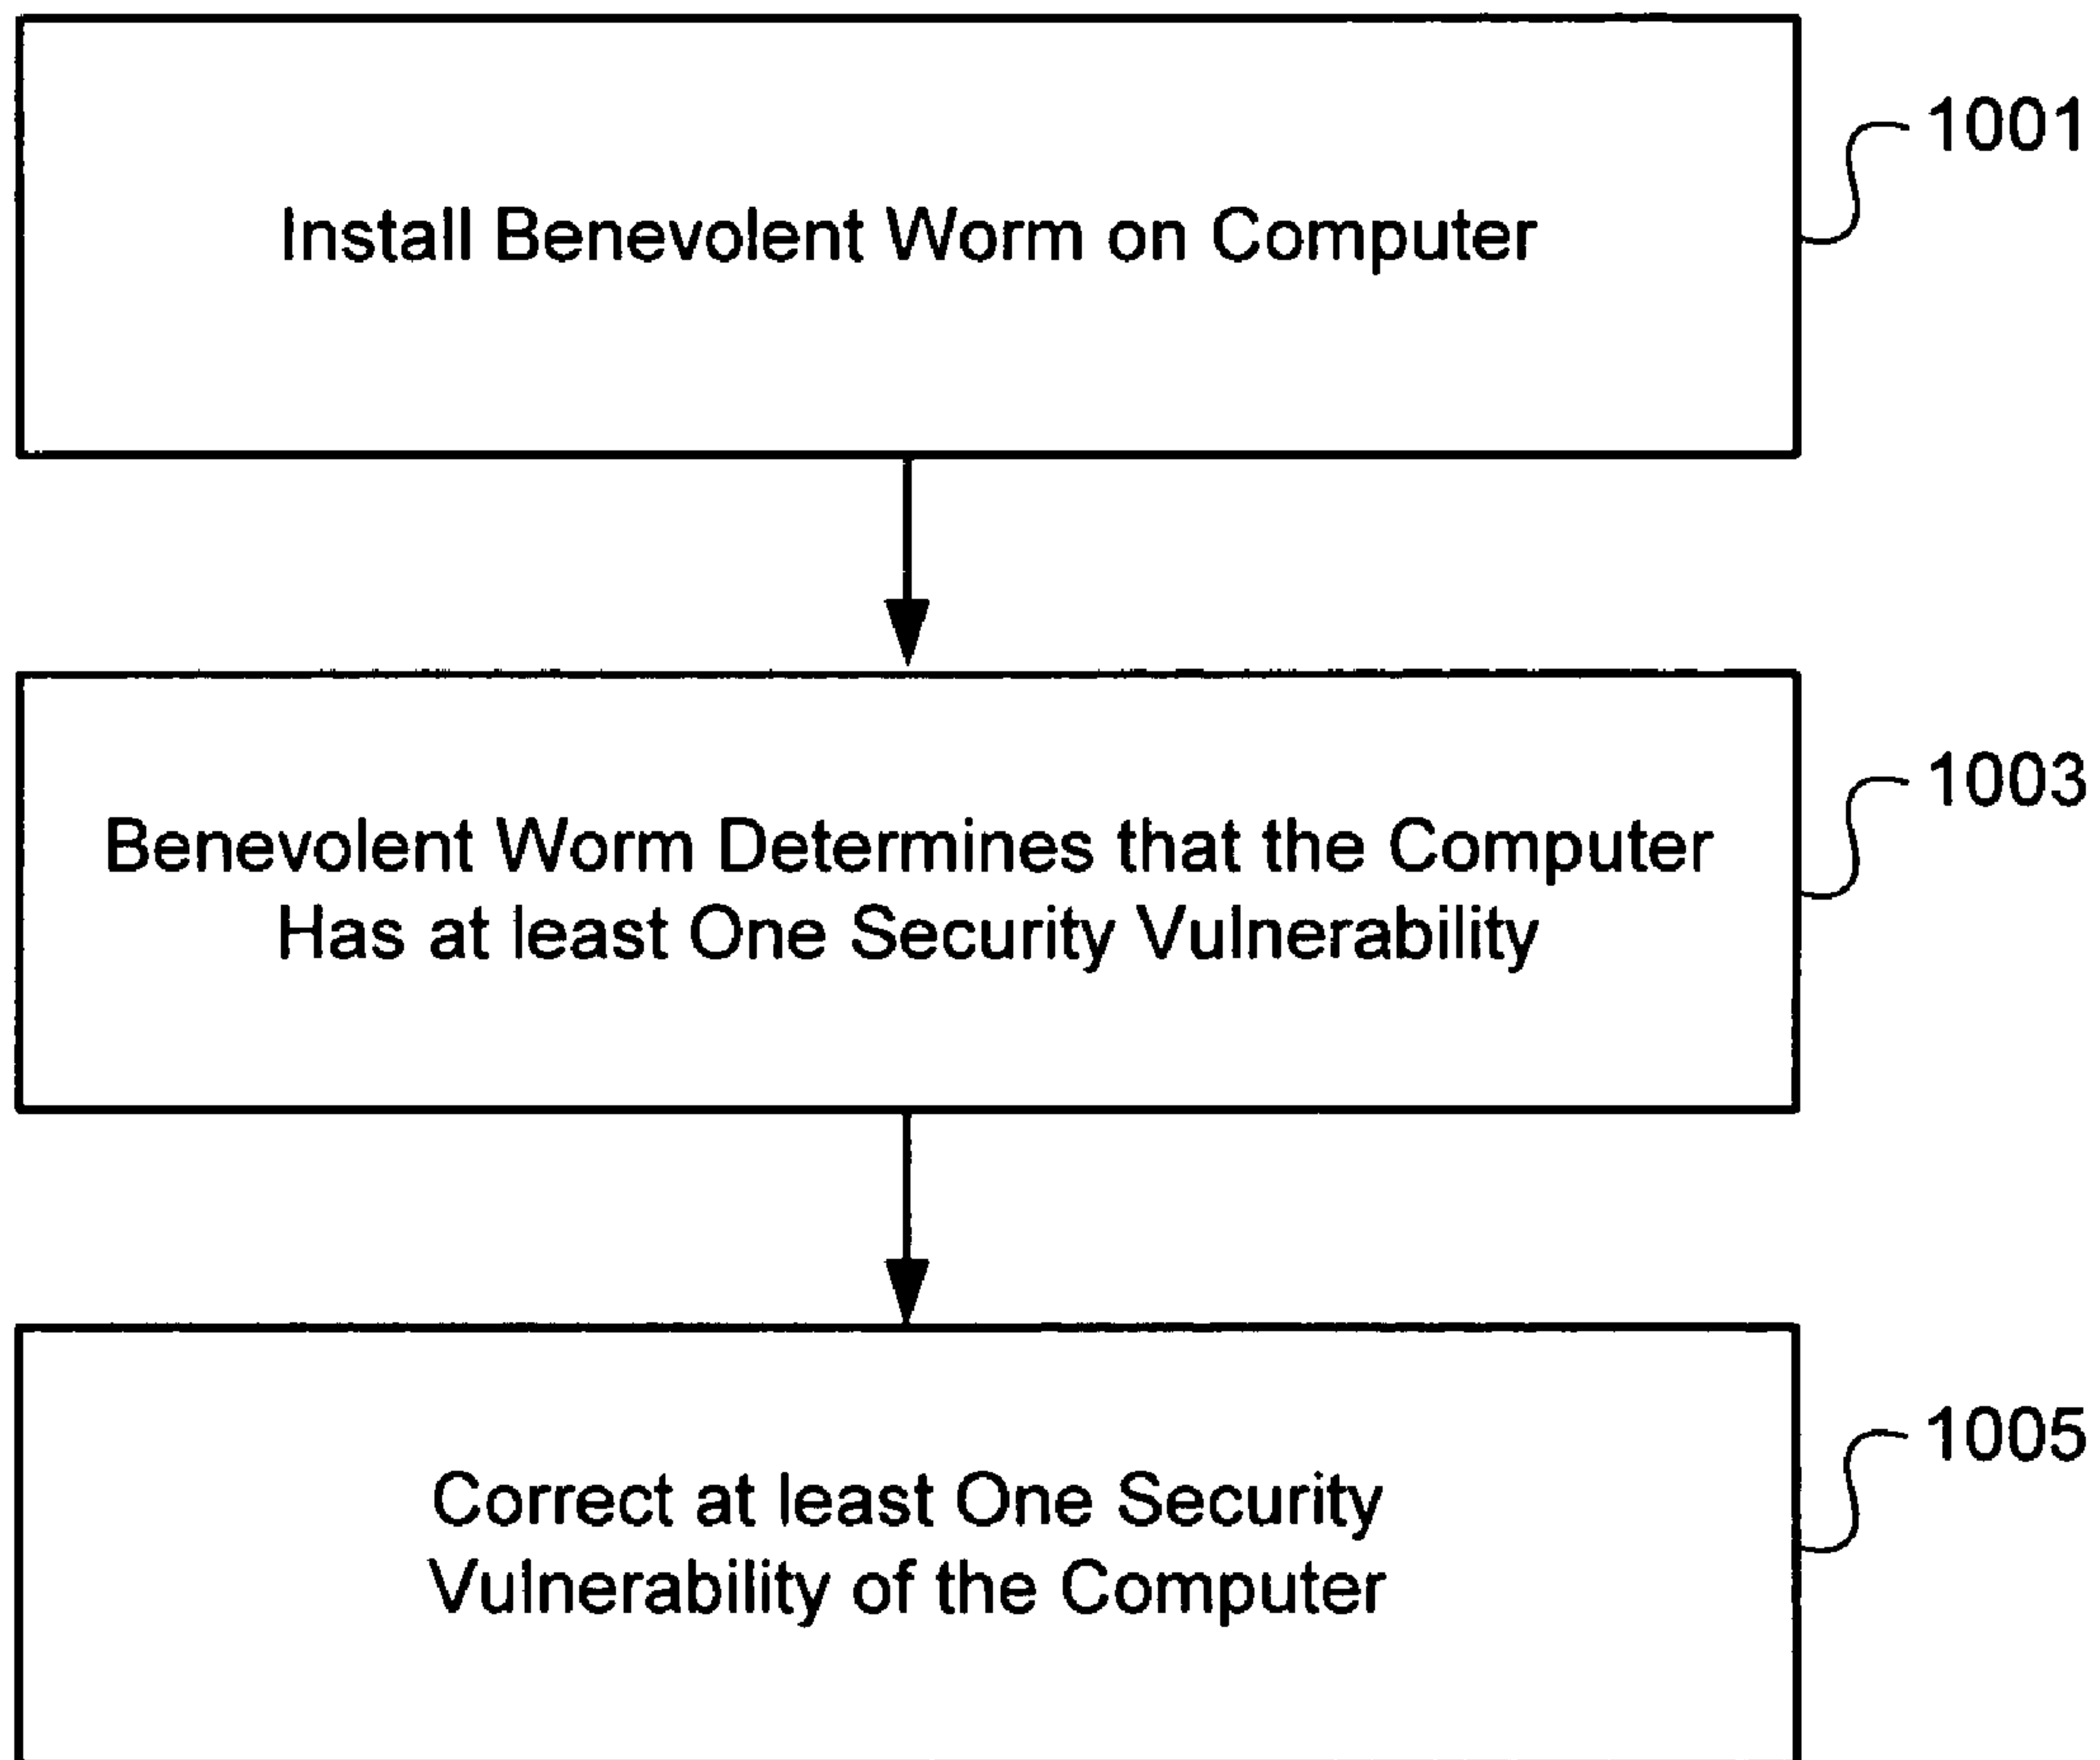 Install Benevolent Worm on Computer
1001
Benevolent Worm Determines that the Computer
Has at least One Security Vulnerability
1003
Correct at least One Security
Vulnerability of the Computer
1005